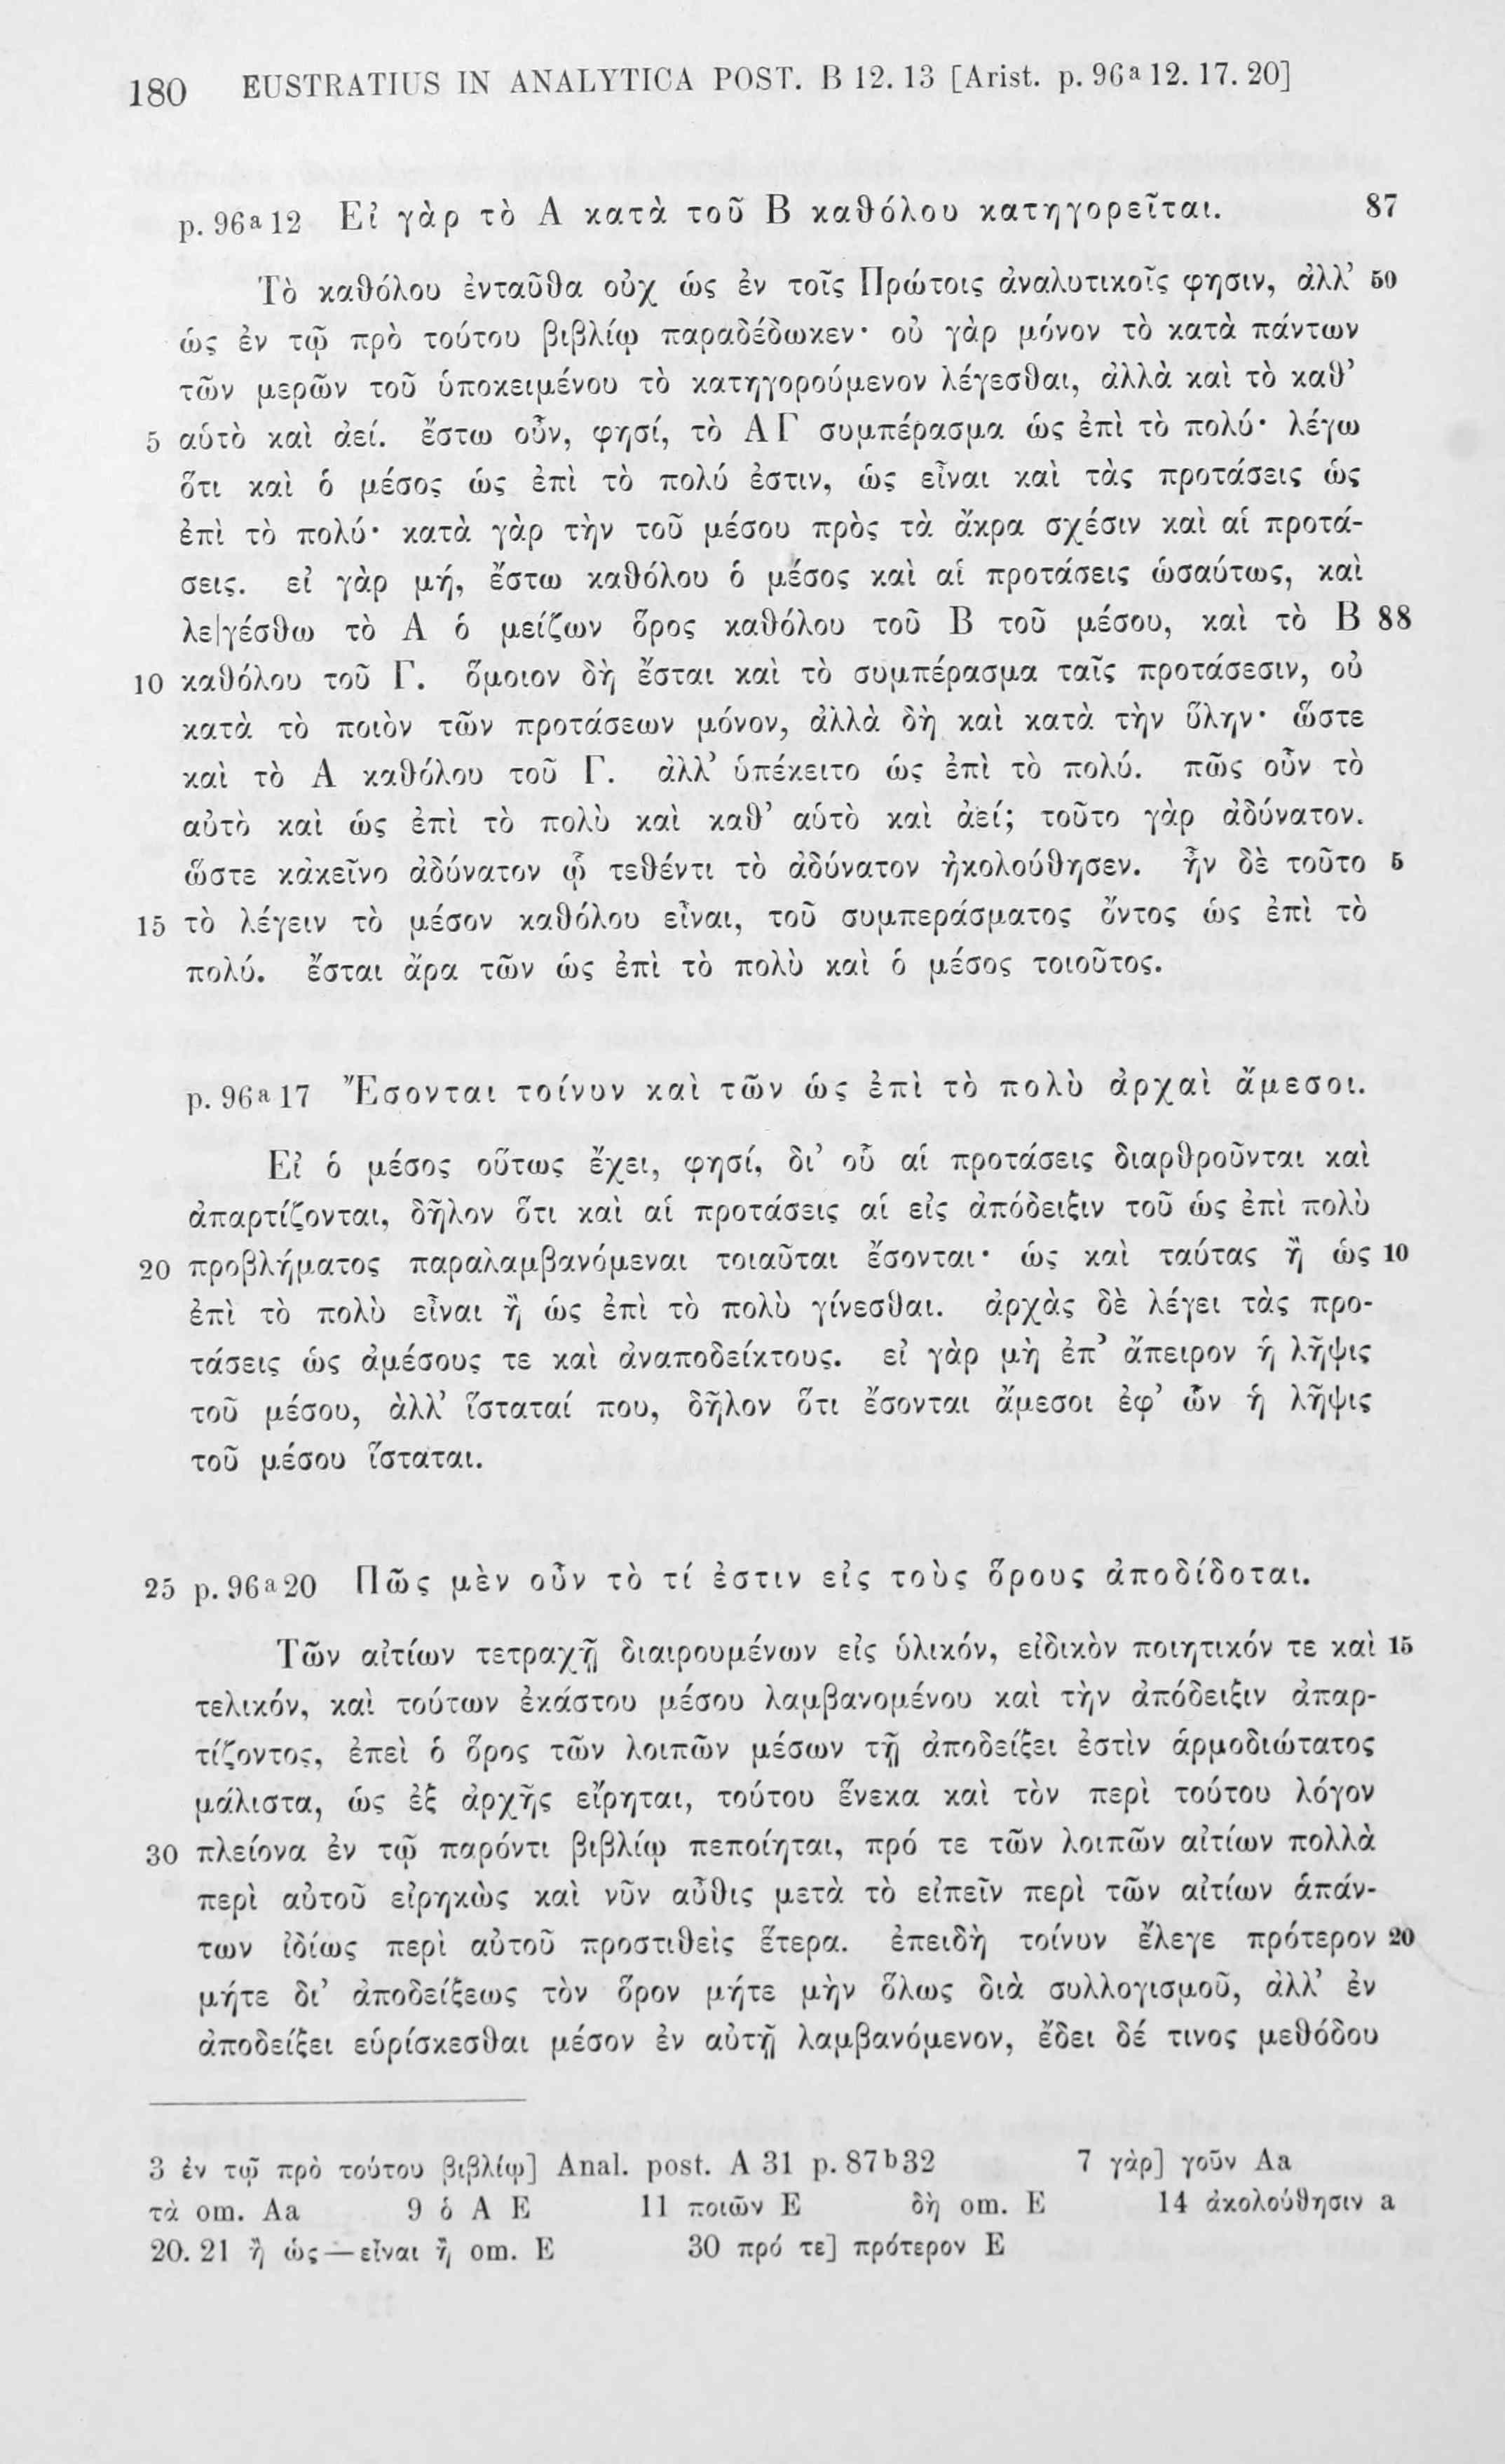 180 EUSTRATIUS IN ANALYTICA POST. B 12. 13 [Arist. p. 96ᵃ 12. 17. 20]
p. 96ᵃ 12 Εἰ γὰρ τὸ Α κατὰ τοῦ Β καθόλου κατηγορεῖται. 87
Τὸ καθόλου ἐνταῦθα οὐχ ὡς ἐν τοῖς Πρώτοις ἀναλυτικοῖς φησιν, ἀλλ’ 50
ὡς ἐν τῷ πρὸ τούτου βιβλίῳ παραδέδωκεν· οὐ γὰρ μόνον τὸ κατὰ πάντων
τῶν μερῶν τοῦ ὑποκειμένου τὸ κατηγορούμενον λέγεσθαι, ἀλλὰ καὶ τὸ καθ’
5 αὑτὸ καὶ ἀεί. ἔστω οὖν, φησί, τὸ ΑΓ συμπέρασμα ὡς ἐπὶ τὸ πολύ· λέγω
ὅτι καὶ ὁ μέσος ὡς ἐπὶ τὸ πολύ ἐστιν, ὡς εἶναι καὶ τὰς προτάσεις ὡς
ἐπὶ τὸ πολύ· κατὰ γὰρ τὴν τοῦ μέσου πρὸς τὰ ἄκρα σχέσιν καὶ αἱ προτά-
σεις. εἰ γὰρ μή, ἔστω καθόλου ὁ μέσος καὶ αἱ προτάσεις ὡσαύτως, καὶ
λε|γέσθω τὸ Α ὁ μείζων ὅρος καθόλου τοῦ Β τοῦ μέσου, καὶ τὸ Β 88
10 καθόλου τοῦ Γ. ὅμοιον δὴ ἔσται καὶ τὸ συμπέρασμα ταῖς προτάσεσιν, οὐ
κατὰ τὸ ποιὸν τῶν προτάσεων μόνον, ἀλλὰ δὴ καὶ κατὰ τὴν ὕλην· ὥστε
καὶ τὸ Α καθόλου τοῦ Γ. ἀλλ’ ὑπέκειτο ὡς ἐπὶ τὸ πολύ. πῶς οὖν τὸ
αὐτὸ καὶ ὡς ἐπὶ τὸ πολὺ καὶ καθ’ αὑτὸ καὶ ἀεί; τοῦτο γὰρ ἀδύνατον.
ὥστε κἀκεῖνο ἀδύνατον ᾧ τεθέντι τὸ ἀδύνατον ἠκολούθησεν. ἦν δὲ τοῦτο 5
15 τὸ λέγειν τὸ μέσον καθόλου εἶναι, τοῦ συμπεράσματος ὄντος ὡς ἐπὶ τὸ
πολύ. ἔσται ἄρα τῶν ὡς ἐπὶ τὸ πολὺ καὶ ὁ μέσος τοιοῦτος.
p. 96ᵃ 17 Ἔσονται τοίνυν καὶ τῶν ὡς ἐπὶ τὸ πολὺ ἀρχαὶ ἄμεσοι.
Εἰ ὁ μέσος οὕτως ἔχει, φησί, δι’ οὗ αἱ προτάσεις διαρθροῦνται καὶ
ἀπαρτίζονται, δῆλον ὅτι καὶ αἱ προτάσεις αἱ εἰς ἀπόδειξιν τοῦ ὡς ἐπὶ πολὺ
20 προβλήματος παραλαμβανόμεναι τοιαῦται ἔσονται· ὡς καὶ ταύτας ἢ ὡς 10
ἐπὶ τὸ πολὺ εἶναι ἢ ὡς ἐπὶ τὸ πολὺ γίνεσθαι. ἀρχὰς δὲ λέγει τὰς προ-
τάσεις ὡς ἀμέσους τε καὶ ἀναποδείκτους. εἰ γὰρ μὴ ἐπ’ ἄπειρον ἡ λῆψις
τοῦ μέσου, ἀλλ’ ἵσταταί που, δῆλον ὅτι ἔσονται ἄμεσοι ἐφ’ ὧν ἡ λῆψις
τοῦ μέσου ἵσταται.
25 p. 96ᵃ 20 Πῶς μὲν οὖν τὸ τί ἐστιν εἰς τοὺς ὅρους ἀποδίδοται.
Τῶν αἰτίων τετραχῇ διαιρουμένων εἰς ὑλικόν, εἰδικὸν ποιητικόν τε καὶ 15
τελικόν, καὶ τούτων ἑκάστου μέσου λαμβανομένου καὶ τὴν ἀπόδειξιν ἀπαρ-
τίζοντος, ἐπεὶ ὁ ὅρος τῶν λοιπῶν μέσων τῇ ἀποδείξει ἐστὶν ἁρμοδιώτατος
μάλιστα, ὡς ἐξ ἀρχῆς εἴρηται, τούτου ἕνεκα καὶ τὸν περὶ τούτου λόγον
30 πλείονα ἐν τῷ παρόντι βιβλίῳ πεποίηται, πρό τε τῶν λοιπῶν αἰτίων πολλὰ
περὶ αὐτοῦ εἰρηκὼς καὶ νῦν αὖθις μετὰ τὸ εἰπεῖν περὶ τῶν αἰτίων ἁπάν-
των ἰδίως περὶ αὐτοῦ προστιθεὶς ἕτερα. ἐπειδὴ τοίνυν ἔλεγε πρότερον 20
μήτε δι’ ἀποδείξεως τὸν ὅρον μήτε μὴν ὅλως διὰ συλλογισμοῦ, ἀλλ’ ἐν
ἀποδείξει εὑρίσκεσθαι μέσον ἐν αὐτῇ λαμβανόμενον, ἔδει δέ τινος μεθόδου
3 ἐν τῷ πρὸ τούτου βιβλίῳ] Anal. post. A 31 p. 87ᵇ32 7 γὰρ] γοῦν Aa
τὰ om. Aa 9 ὁ Α E 11 ποιῶν E δὴ om. E 14 ἀκολούθησιν a
20. 21 ἢ ὡς — εἶναι ἢ om. E 30 πρό τε] πρότερον E